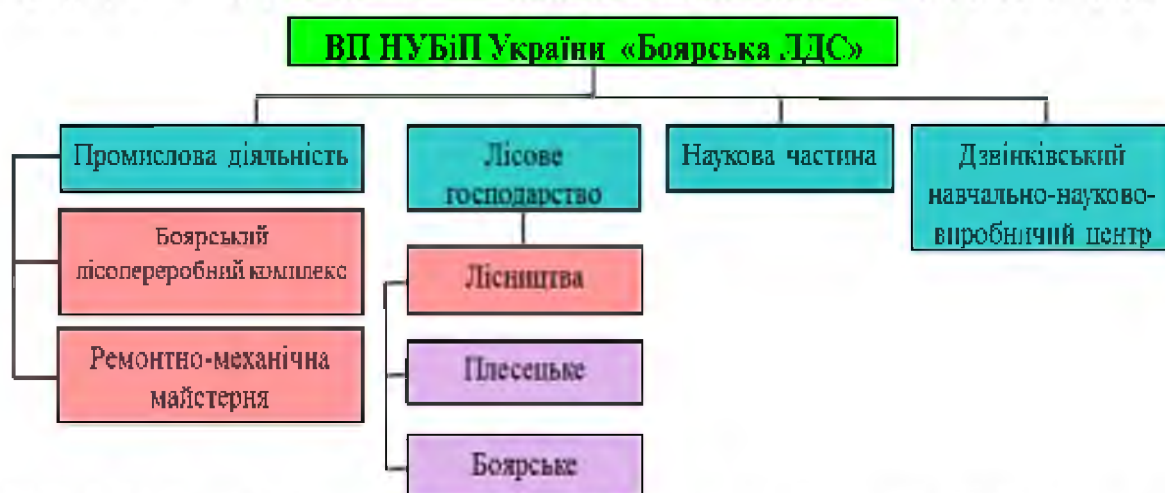 ВП НУБіП України «Боярська ЛДС»
Промислова діяльність
Боярський
лісопереробний комплекс
Ремонтно-механічна
майстерня
Лісове
господарство
Лісництва
Плесецьке
Боярське
Наукова частина
Дзвінківський
навчально-науково-
виробничий центр